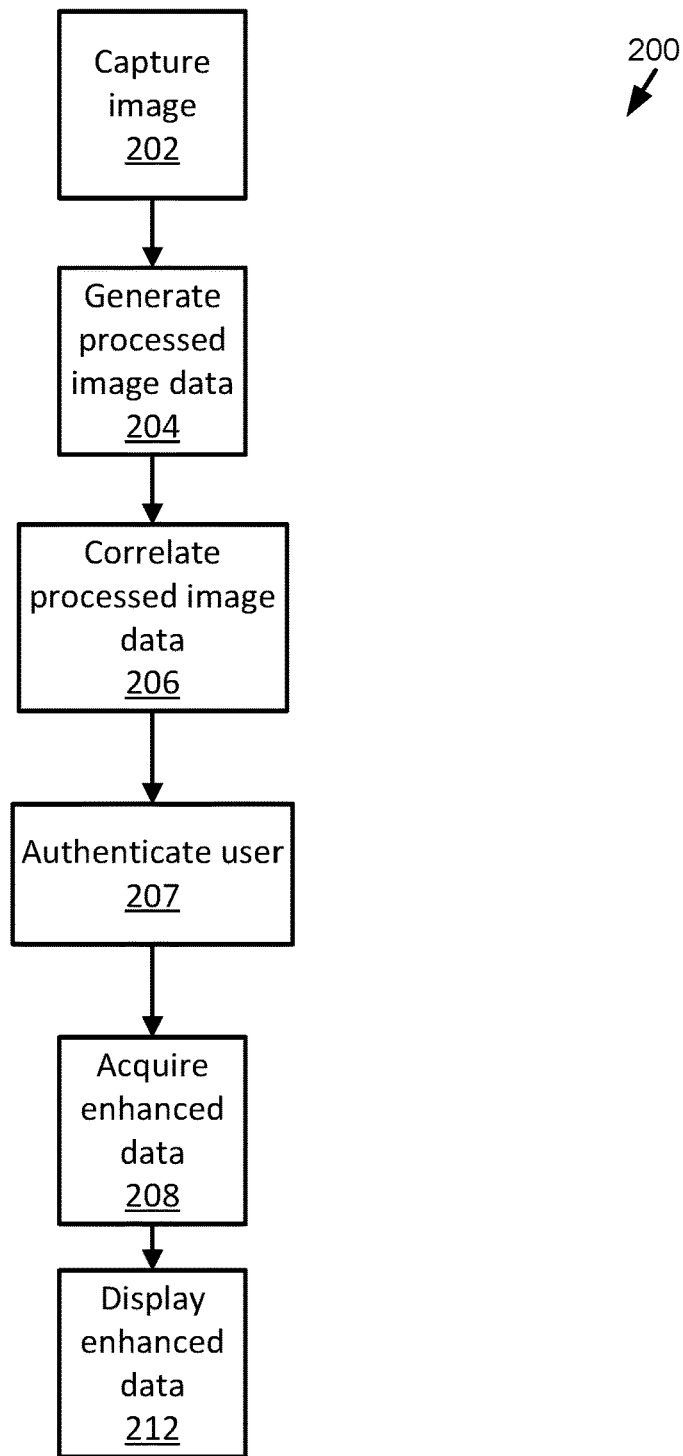 200
Capture
image
202
Generate
processed
image data
204
Correlate
processed image
data
206
Authenticate user
207
Acquire
enhanced
data
208
Display
enhanced
data
212